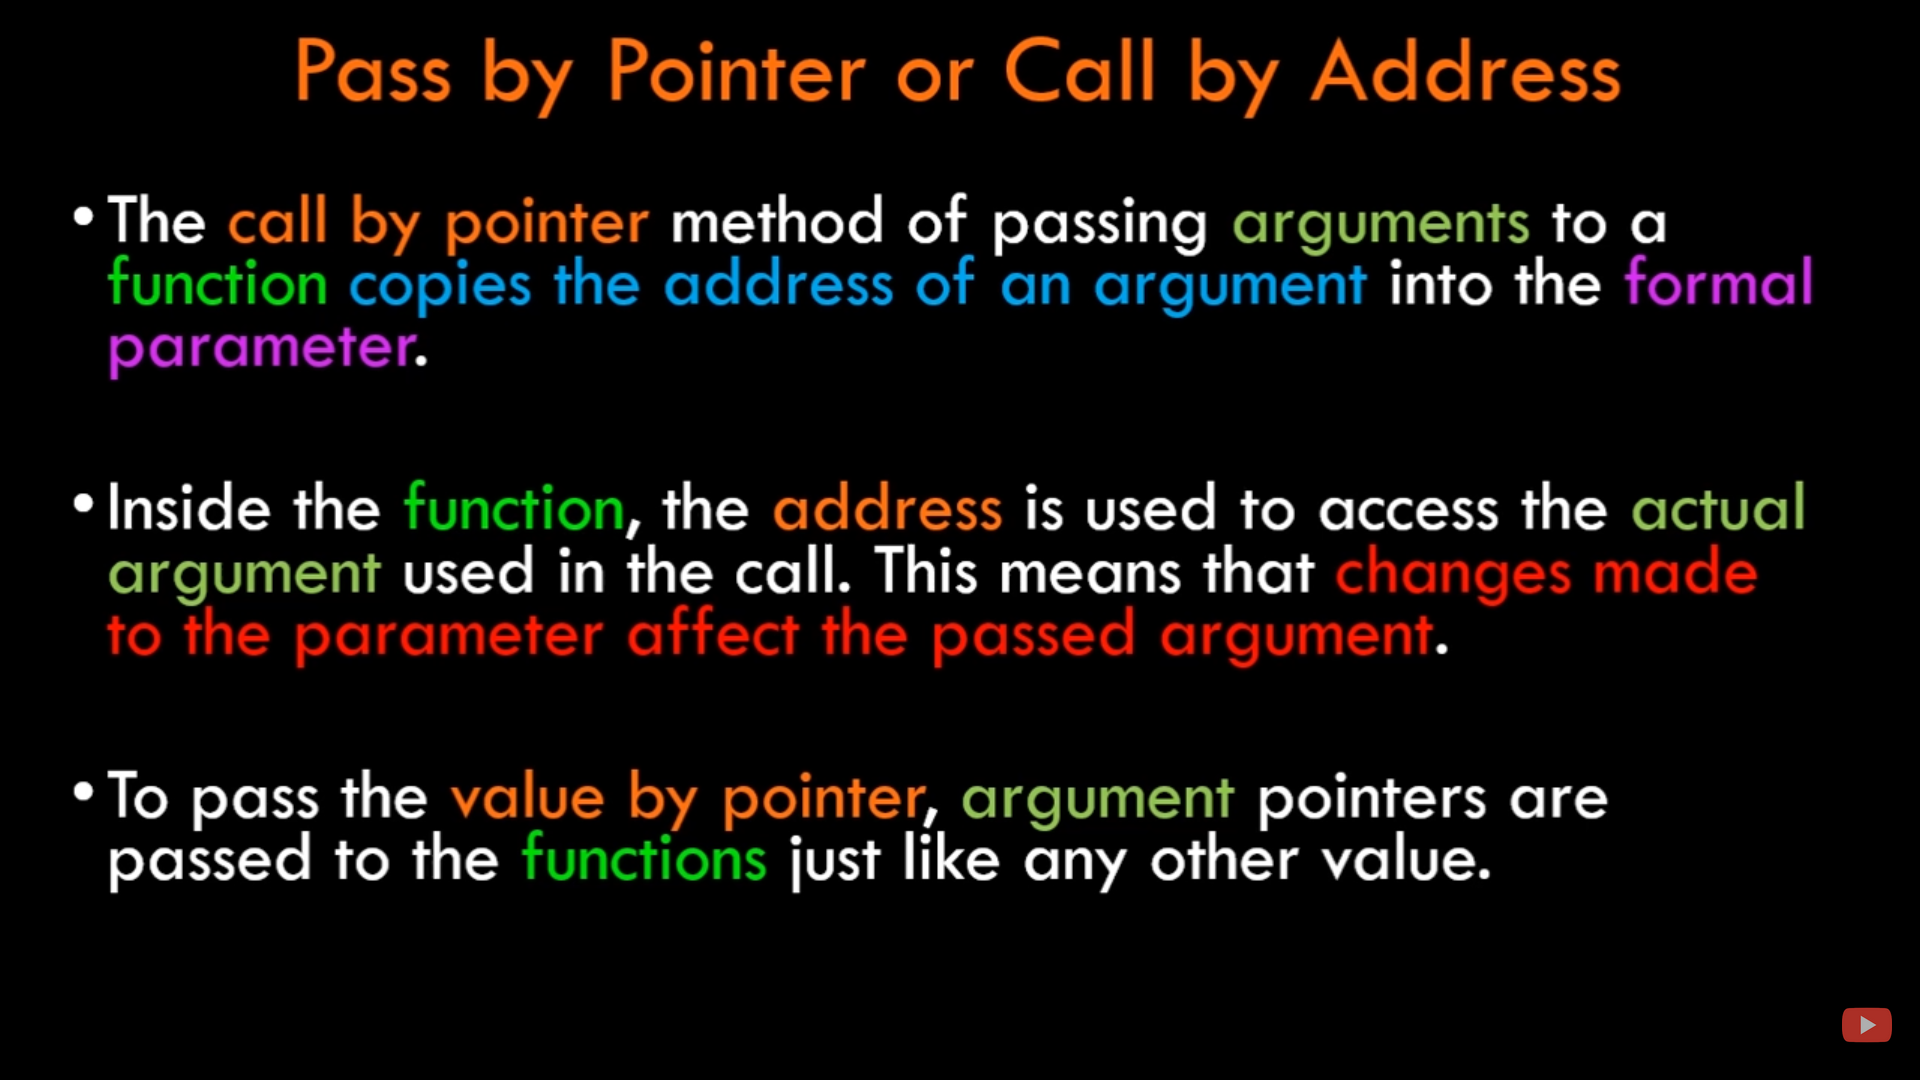 Pass by Pointer or Call by Address
• The call by pointer method of passing arguments to a
function copies the address of an argument into the formal
parameter.
• Inside the function, the address is used to access the actual
argument used in the call. This means that changes made
to the parameter affect the passed argument.
• To pass the value by pointer, argument pointers are
passed to the functions just like any other value.